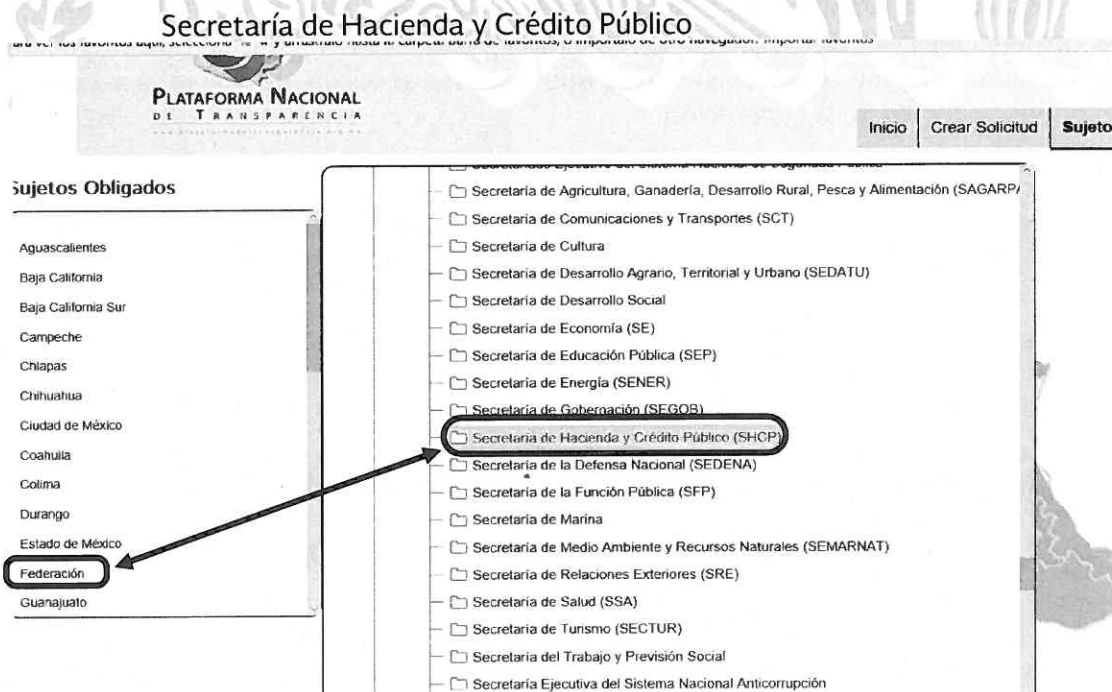 Secretaría de Hacienda y Crédito Público
PLATAFORMA NACIONAL
DE TRANSPARENCIA
Inicio
Crear Solicitud
Sujeto
Sujetos Obligados
Aguascalientes
Baja California
Baja California Sur
Campeche
Chiapas
Chihuahua
Ciudad de México
Coahuila
Colima
Durango
Estado de México
Federación
Guanajuato
Secretaría de Agricultura, Ganadería, Desarrollo Rural, Pesca y Alimentación (SAGARPA
Secretaría de Comunicaciones y Transportes (SCT)
Secretaría de Cultura
Secretaría de Desarrollo Agrario, Territorial y Urbano (SEDATU)
Secretaría de Desarrollo Social
Secretaría de Economía (SE)
Secretaría de Educación Pública (SEP)
Secretaría de Energía (SENER)
Secretaría de Gobernación (SEGOB)
Secretaría de Hacienda y Crédito Público (SHCP)
Secretaría de la Defensa Nacional (SEDENA)
Secretaría de la Función Pública (SFP)
Secretaría de Marina
Secretaría de Medio Ambiente y Recursos Naturales (SEMARNAT)
Secretaría de Relaciones Exteriores (SRE)
Secretaría de Salud (SSA)
Secretaría de Turismo (SECTUR)
Secretaría del Trabajo y Previsión Social
Secretaría Ejecutiva del Sistema Nacional Anticorrupción